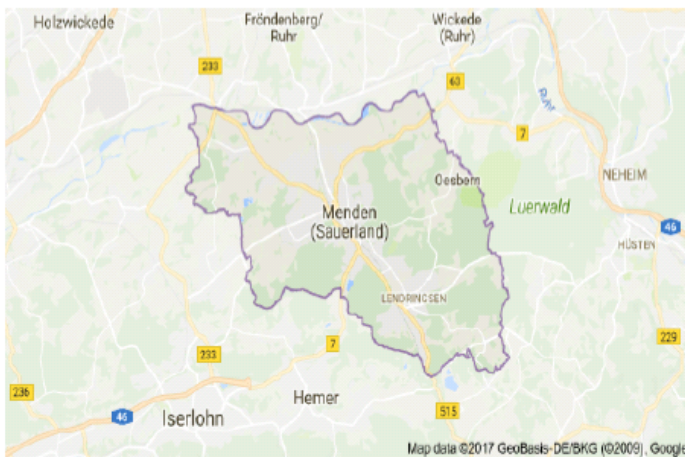 Holzwickede
Fröndenberg/
Ruhr
Wickede
(Ruhr)
233
63
Ruhr
7
NEHEIM
Oesbern
Menden
(Sauerland)
Luerwald
46
HÜSTEN
LENDRINGSEN
7
229
233
236
Hemer
46
Iserlohn
515
Map data ©2017 GeoBasis-DE/BKG (©2009), Google